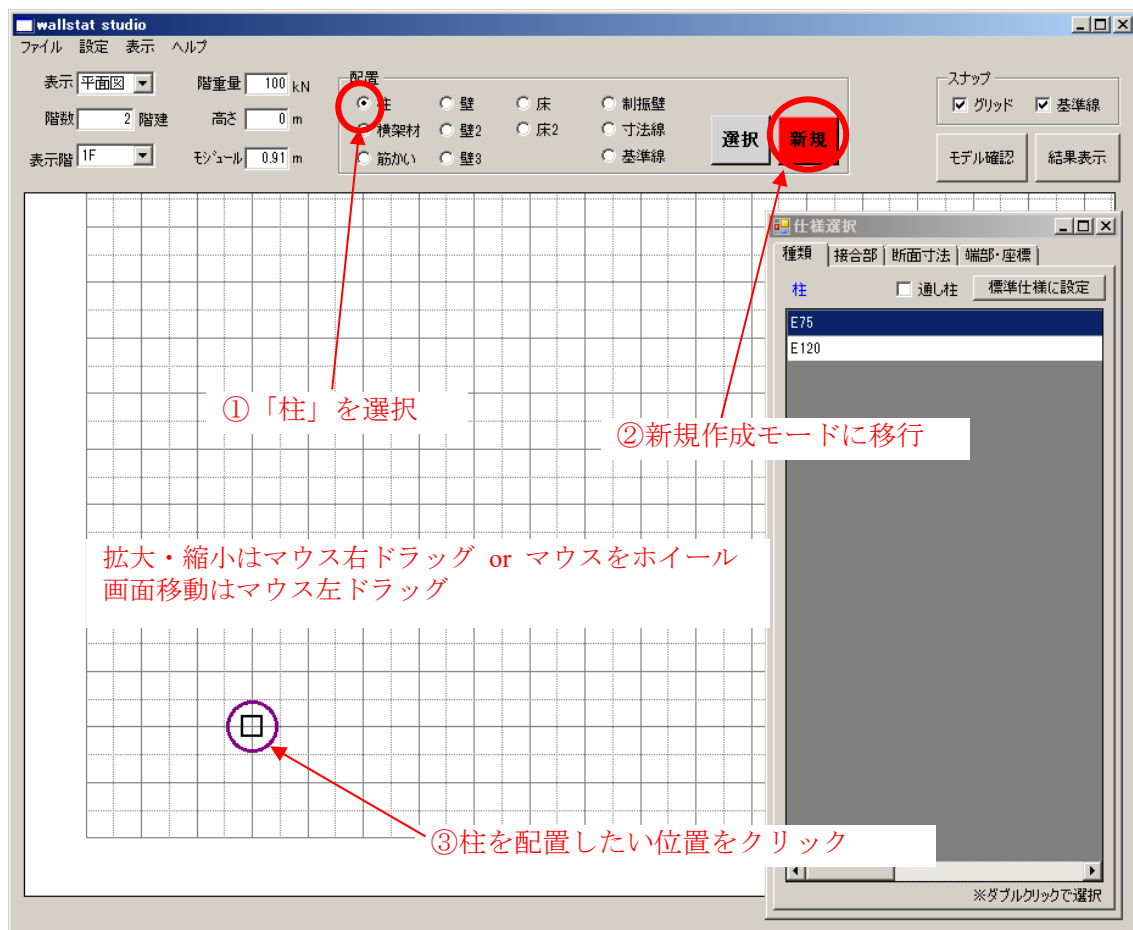 wallstat studio
ファイル 設定 表示 ヘルプ
表示 平面図 階重量 100 kN
階数 2 階建 高さ 0 m
表示階 1F モジュール 0.91 m
配置
柱 壁 床 制振壁
横架材 壁2 床2 寸法線
筋かい 壁3 基準線
選択 新規
スナップ
グリッド 基準線
モデル確認 結果表示
仕様選択
種類 接合部 断面寸法 端部・座標
柱 通し柱 標準仕様に設定
E75
E120
①「柱」を選択
②新規作成モードに移行
拡大・縮小はマウス右ドラッグ or マウスをホイール
画面移動はマウス左ドラッグ
③柱を配置したい位置をクリック
※ダブルクリックで選択